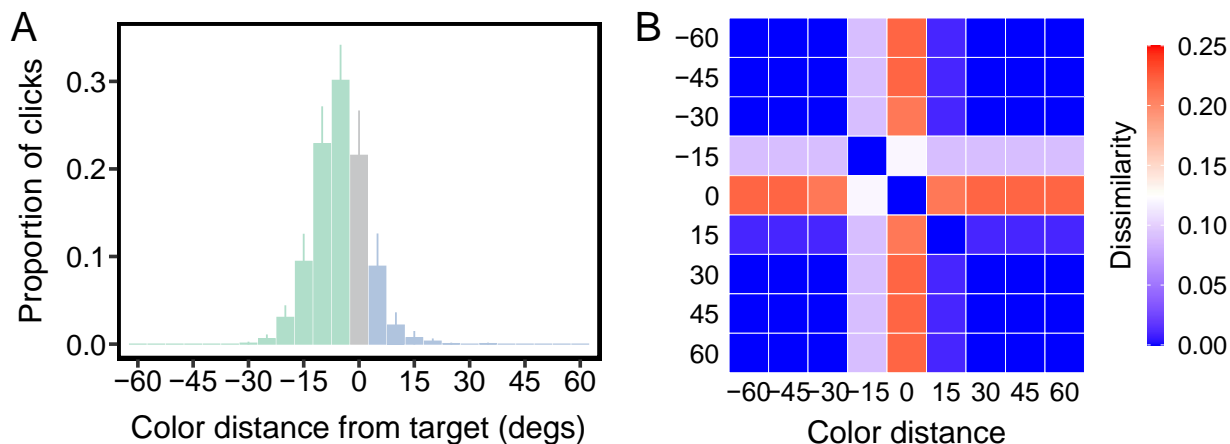 A
Proportion of clicks
0.3
0.2
0.1
0.0
−60 −45 −30 −15 0 15 30 45 60
Color distance from target (degs)
B
−60
−45
−30
−15
0
15
30
45
60
−60 −45 −30 −15 0 15 30 45 60
Color distance
Dissimilarity
0.25
0.20
0.15
0.10
0.05
0.00